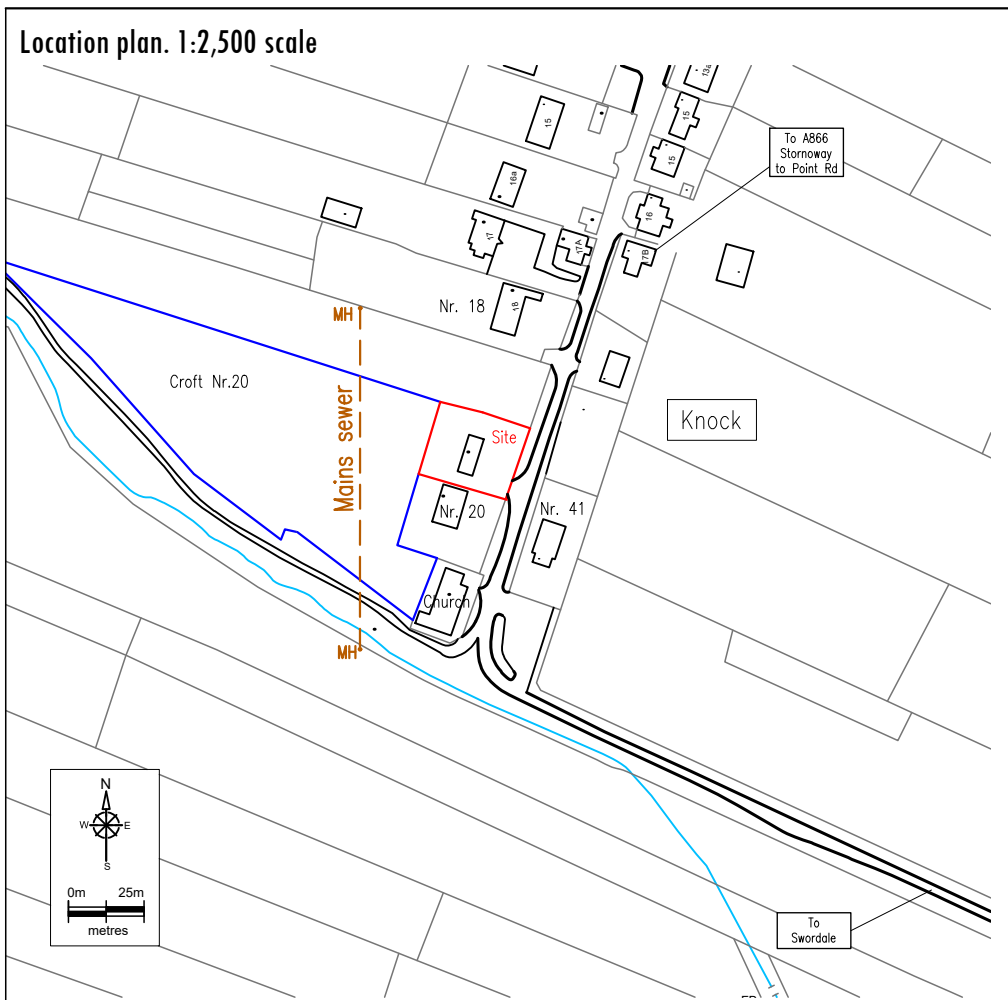 Location plan. 1:2,500 scale
13a
15
15
15
To A866
Stornoway
to Point Rd
16a
16
17
17A
17B
Nr. 18
18
MH
Croft Nr.20
Mains sewer
Site
Knock
Nr. 20
Nr. 41
Church
MH
N
W
E
S
0m 25m
metres
To
Swordale